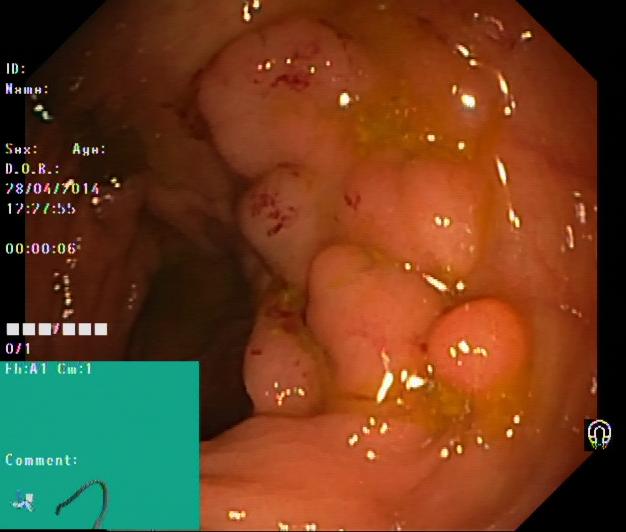 ID:
Name:
Sex: Age:
D.O.B.:
28/04/2014
12:27:55
00:00:06
0/1
Eh:A1 Cm:1
Comment: